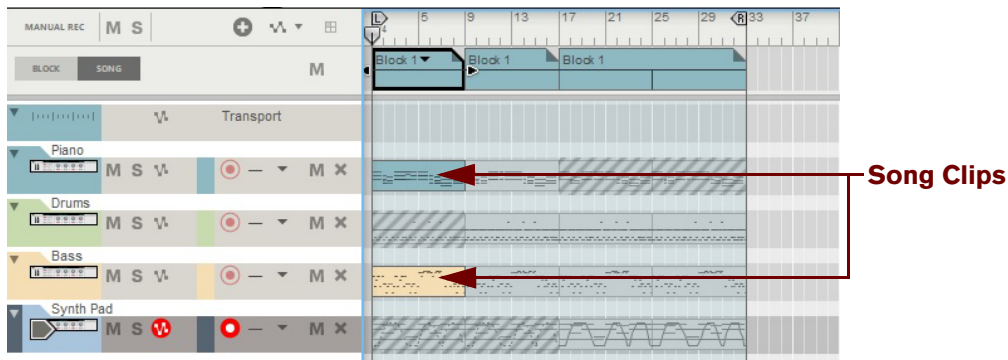 MANUAL REC M S
5 9 13 17 21 25 29 33 37
L R
4
BLOCK SONG M
Block 1 Block 1 Block 1
Transport
Piano
M S M
Drums
M S M
Bass
M S M
Synth Pad
M S M
Song Clips